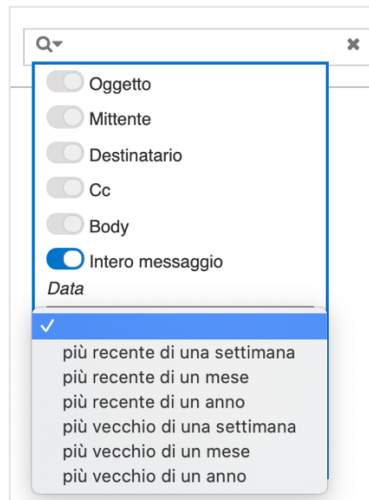 Oggetto
Mittente
Destinatario
Cc
Body
Intero messaggio
Data
più recente di una settimana
più recente di un mese
più recente di un anno
più vecchio di una settimana
più vecchio di un mese
più vecchio di un anno